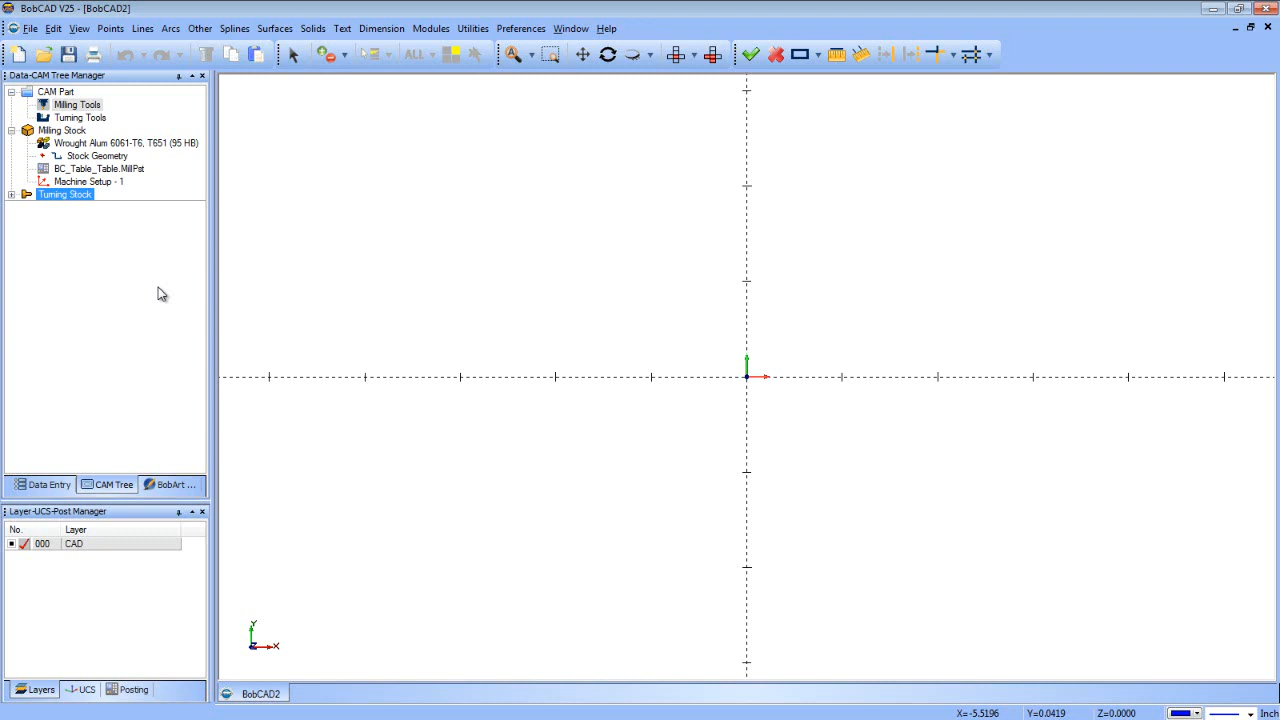 BobCAD V25 - [BobCAD2]
File Edit View Points Lines Arcs Other Splines Surfaces Solids Text Dimension Modules Utilities Preferences Window Help
ALL
Data-CAM Tree Manager
CAM Part
Milling Tools
Turning Tools
Milling Stock
Wrought Alum 6061-T6, T651 (95 HB)
Stock Geometry
BC_Table_Table.MillPst
Machine Setup - 1
Turning Stock
Data Entry CAM Tree BobArt ...
Layer-UCS-Post Manager
No. Layer
000 CAD
Layers UCS Posting
Y
Z X
BobCAD2
X=-5.5196 Y=0.0419 Z=0.0000 Inch